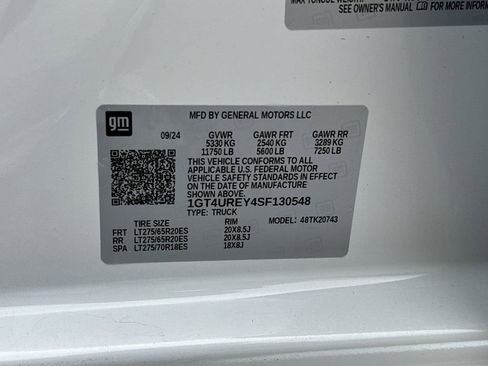 SEE OWNER'S MANUAL FOR MORE INFORM
gm
MFD BY GENERAL MOTORS LLC
09/24 GVWR GAWR FRT GAWR RR
5330 KG 2540 KG 3289 KG
11750 LB 5600 LB 7250 LB
THIS VEHICLE CONFORMS TO ALL
APPLICABLE U.S. FEDERAL MOTOR
VEHICLE SAFETY STANDARDS IN
EFFECT ON THE DATE OF MANUFACTURE
SHOWN ABOVE.
1GT4UREY4SF130548
TYPE: TRUCK
TIRE SIZE RIM MODEL: 48TK20743
FRT LT275/65R20ES 20X8.5J
RR LT275/65R20ES 20X8.5J
SPA LT275/70R18ES 18X8J